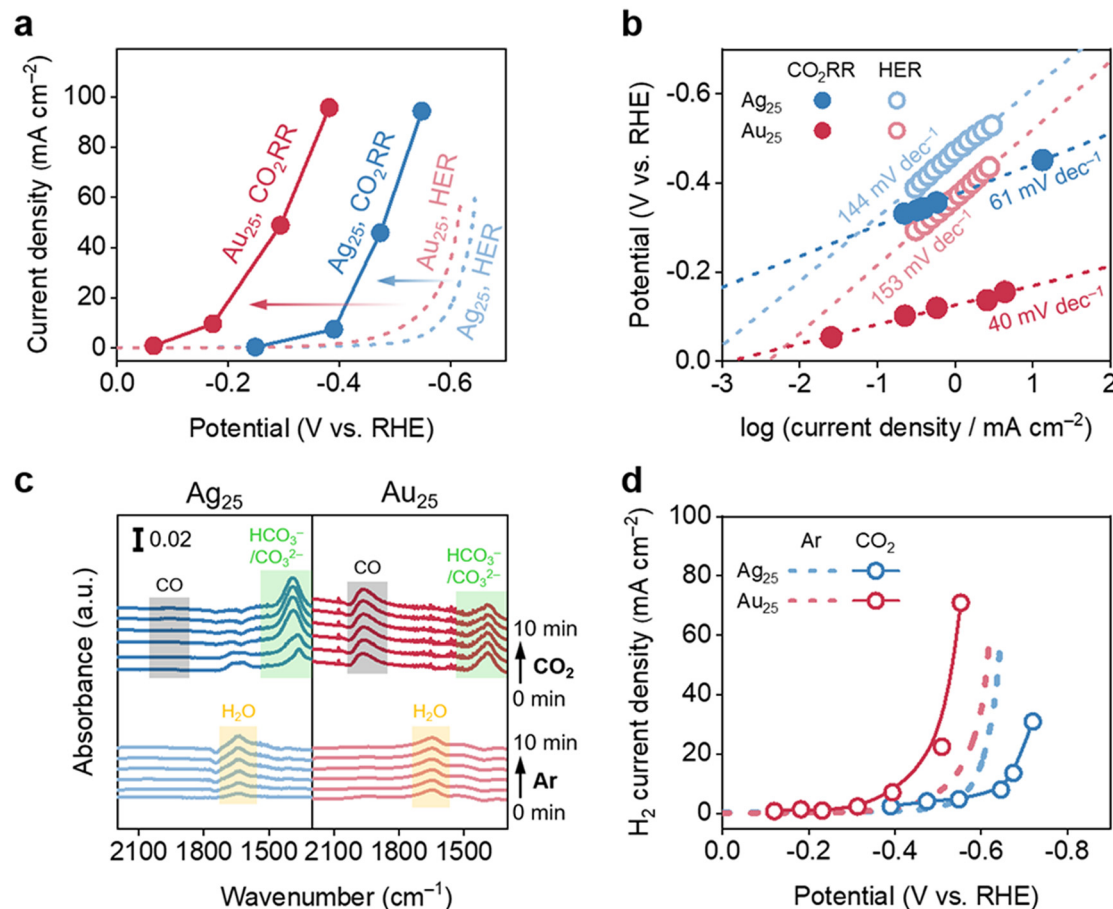 a
Current density (mA cm⁻²)
100
80
60
40
20
0
Au₂₅, CO₂RR
Ag₂₅, CO₂RR
Au₂₅, HER
Ag₂₅, HER
0.0 -0.2 -0.4 -0.6
Potential (V vs. RHE)
b
Potential (V vs. RHE)
-0.6
-0.4
-0.2
0.0
CO₂RR HER
Ag₂₅
Au₂₅
144 mV dec⁻¹
61 mV dec⁻¹
153 mV dec⁻¹
40 mV dec⁻¹
-3 -2 -1 0 1 2
log (current density / mA cm⁻²)
c
Ag₂₅ Au₂₅
Absorbance (a.u.)
0.02
CO
HCO₃⁻
/CO₃²⁻
CO
HCO₃⁻
/CO₃²⁻
10 min
CO₂
0 min
H₂O
H₂O
10 min
Ar
0 min
2100 1800 1500 2100 1800 1500
Wavenumber (cm⁻¹)
d
H₂ current density (mA cm⁻²)
100
80
60
40
20
0
Ar CO₂
Ag₂₅
Au₂₅
0.0 -0.2 -0.4 -0.6 -0.8
Potential (V vs. RHE)